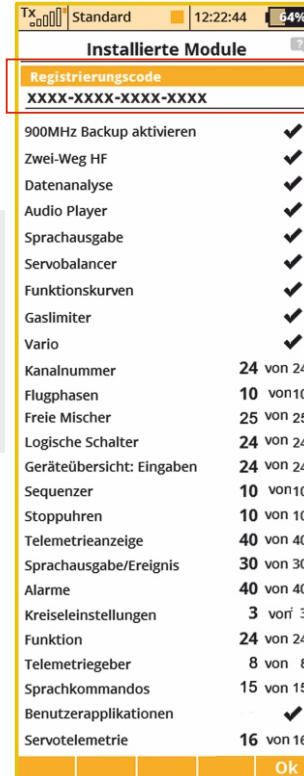 Tx Standard 12:22:44 64%
Installierte Module ?
Registrierungscode
XXXX-XXXX-XXXX-XXXX
900MHz Backup aktivieren ✔
Zwei-Weg HF ✔
Datenanalyse ✔
Audio Player ✔
Sprachausgabe ✔
Servobalancer ✔
Funktionskurven ✔
Gaslimiter ✔
Vario ✔
Kanalnummer 24 von 24
Flugphasen 10 von10
Freie Mischer 25 von 25
Logische Schalter 24 von 24
Geräteübersicht: Eingaben 24 von 24
Sequenzer 10 von10
Stoppuhren 10 von 10
Telemetrieanzeige 40 von 40
Sprachausgabe/Ereignis 30 von 30
Alarme 40 von 40
Kreiseleinstellungen 3 von 3
Funktion 24 von 24
Telemetriegeber 8 von 8
Sprachkommandos 15 von 15
Benutzerapplikationen ✔
Servotelemetrie 16 von 16
Ok